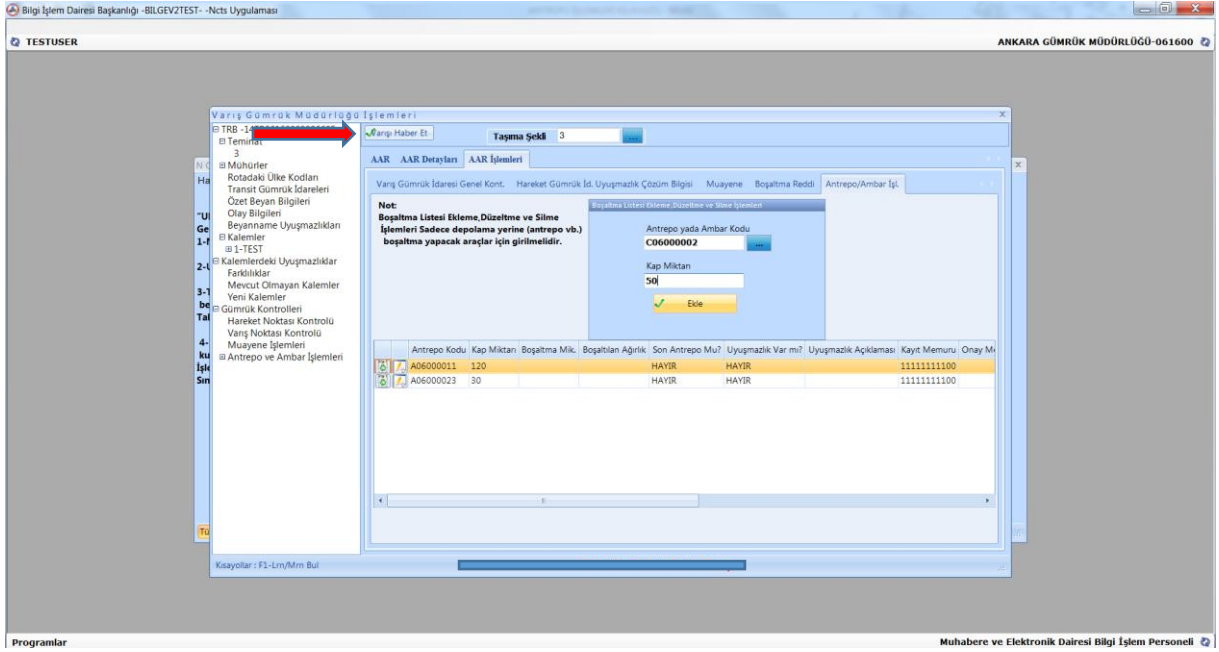 Bilgi İşlem Dairesi Başkanlığı -BILGEV2TEST- -Ncts Uygulaması
TESTUSER
ANKARA GÜMRÜK MÜDÜRLÜĞÜ-061600
Varış Gümrük Müdürlüğü İşlemleri
TRB
Teminat
3
Mühürler
Rotadaki Ülke Kodları
Transit Gümrük İdareleri
Özet Beyan Bilgileri
Olay Bilgileri
Beyanname Uyuşmazlıkları
Kalemler
1-TEST
Kalemlerdeki Uyuşmazlıklar
Farklılıklar
Mevcut Olmayan Kalemler
Yeni Kalemler
Gümrük Kontrolleri
Hareket Noktası Kontrolü
Varış Noktası Kontrolü
Muayene İşlemleri
Antrepo ve Ambar İşlemleri
Varışı Haber Et
Taşıma Şekli 3 ...
AAR AAR Detayları AAR İşlemleri
Varış Gümrük İdaresi Genel Kont. Hareket Gümrük İd. Uyuşmazlık Çözüm Bilgisi Muayene Boşaltma Reddi Antrepo/Ambar İşl.
Not:
Boşaltma Listesi Ekleme,Düzeltme ve Silme
İşlemleri Sadece depolama yerine (antrepo vb.)
boşaltma yapacak araçlar için girilmelidir.
Boşaltma Listesi Ekleme,Düzeltme ve Silme İşlemleri
Antrepo yada Ambar Kodu
C06000002 ...
Kap Miktarı
50
Ekle
Antrepo Kodu Kap Miktarı Boşaltma Mik. Boşaltılan Ağırlık Son Antrepo Mu? Uyuşmazlık Var mı? Uyuşmazlık Açıklaması Kayıt Memuru Onay M
A06000011 120 HAYIR HAYIR 11111111100
A06000023 30 HAYIR HAYIR 11111111100
Kısayollar : F1-Lrn/Mrn Bul
Programlar
Muhabere ve Elektronik Dairesi Bilgi İşlem Personeli